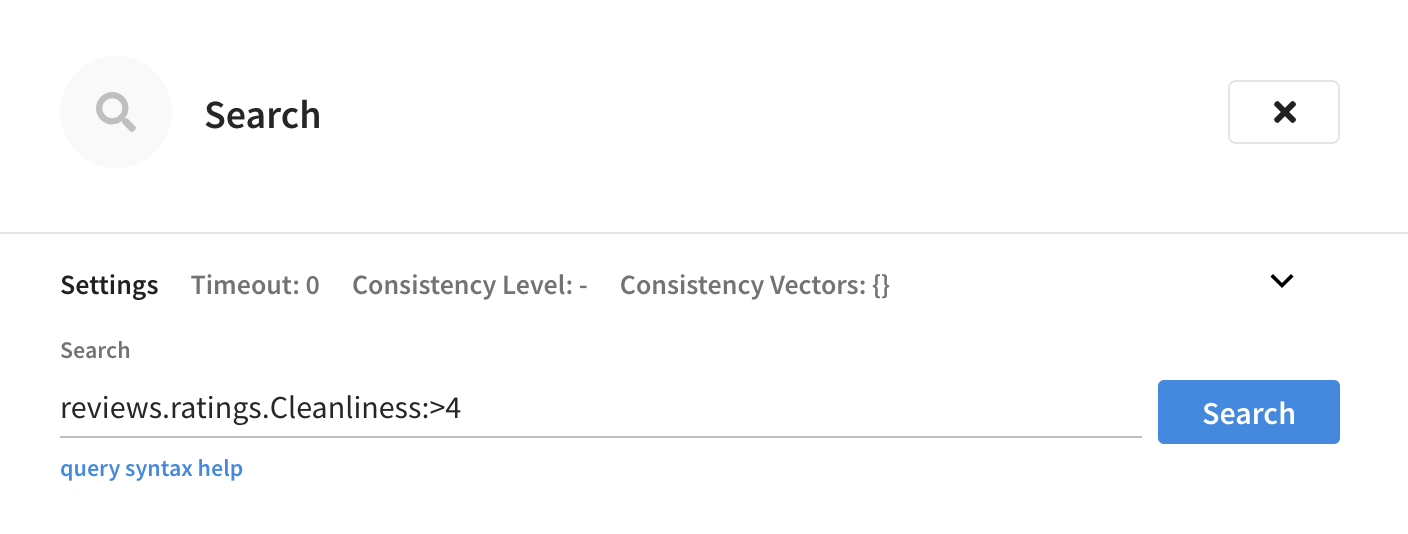 Search
Settings Timeout: 0 Consistency Level: - Consistency Vectors: {}
Search
reviews.ratings.Cleanliness:>4
Search
query syntax help